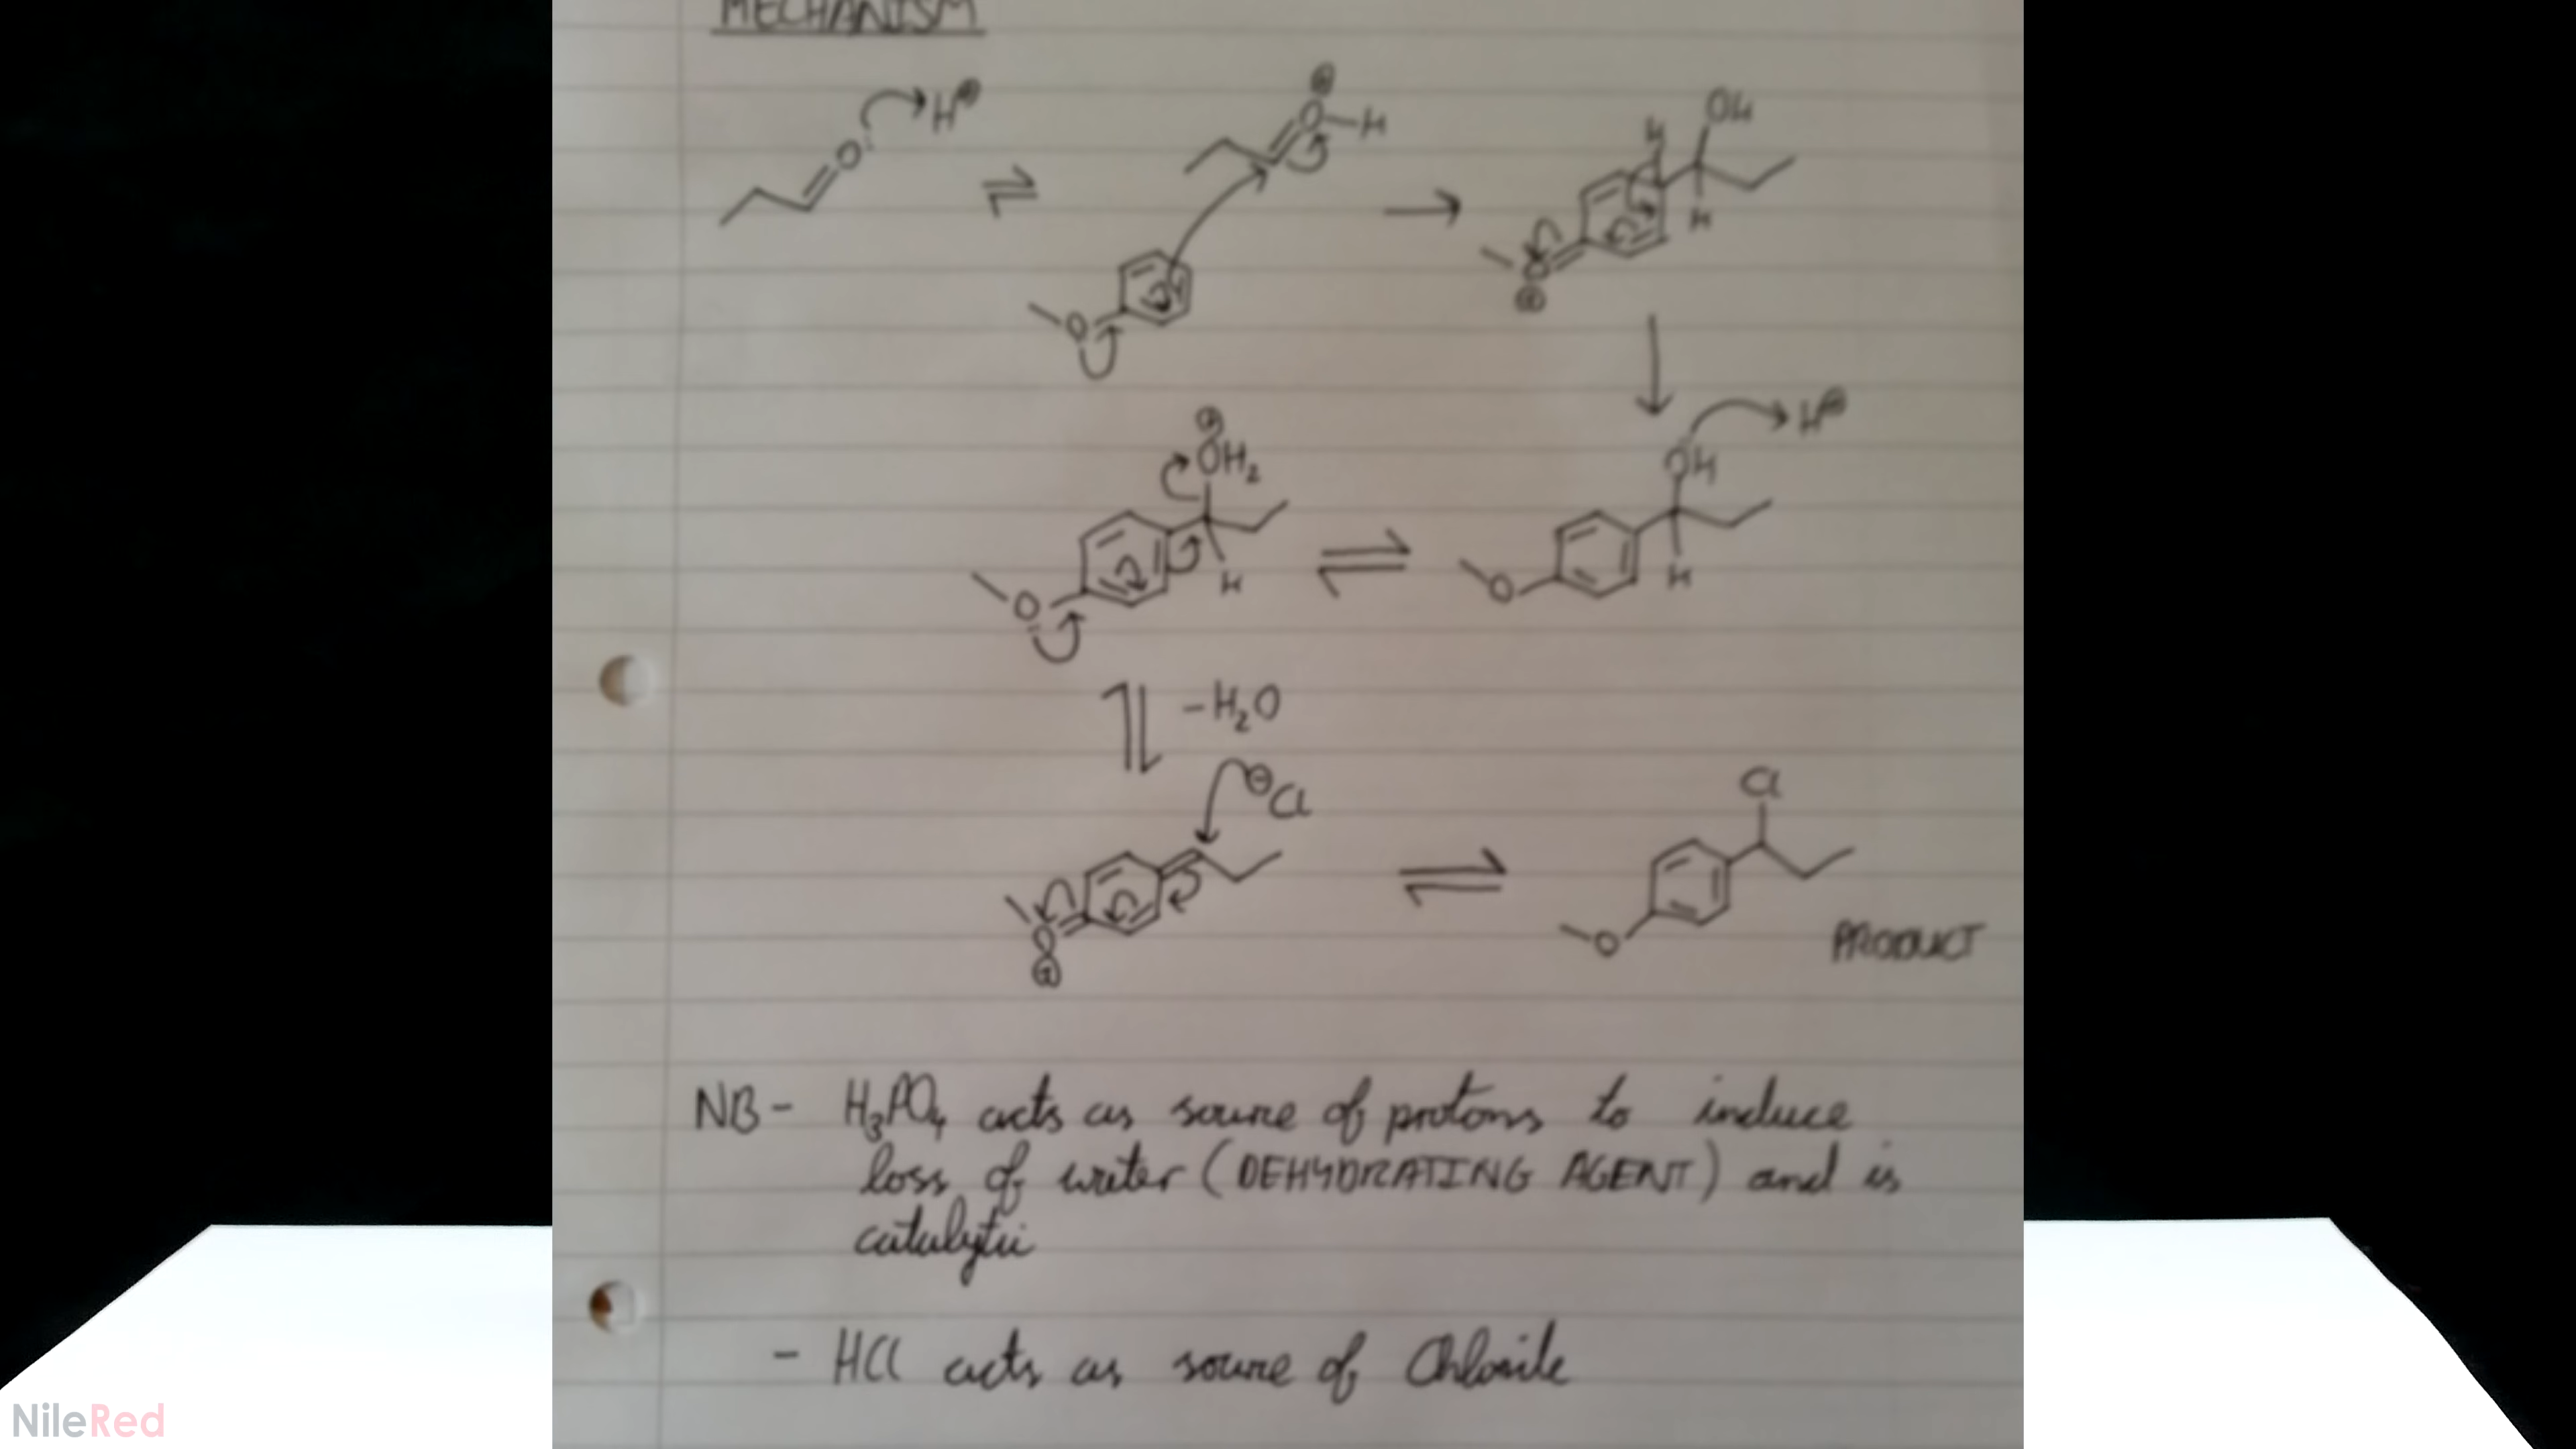 MECHANISM
O
H⊕
⊕
O-H
O
OH
H
H
O
⊕
H⊕
OH
H
O
⊕
OH₂
H
O
-H₂O
⊖Cl
O
⊕
Cl
O
PRODUCT
NB- H₃PO₄ acts as source of protons to induce
loss of water (DEHYDRATING AGENT) and is
catalytic
- HCl acts as source of Chloride
NileRed